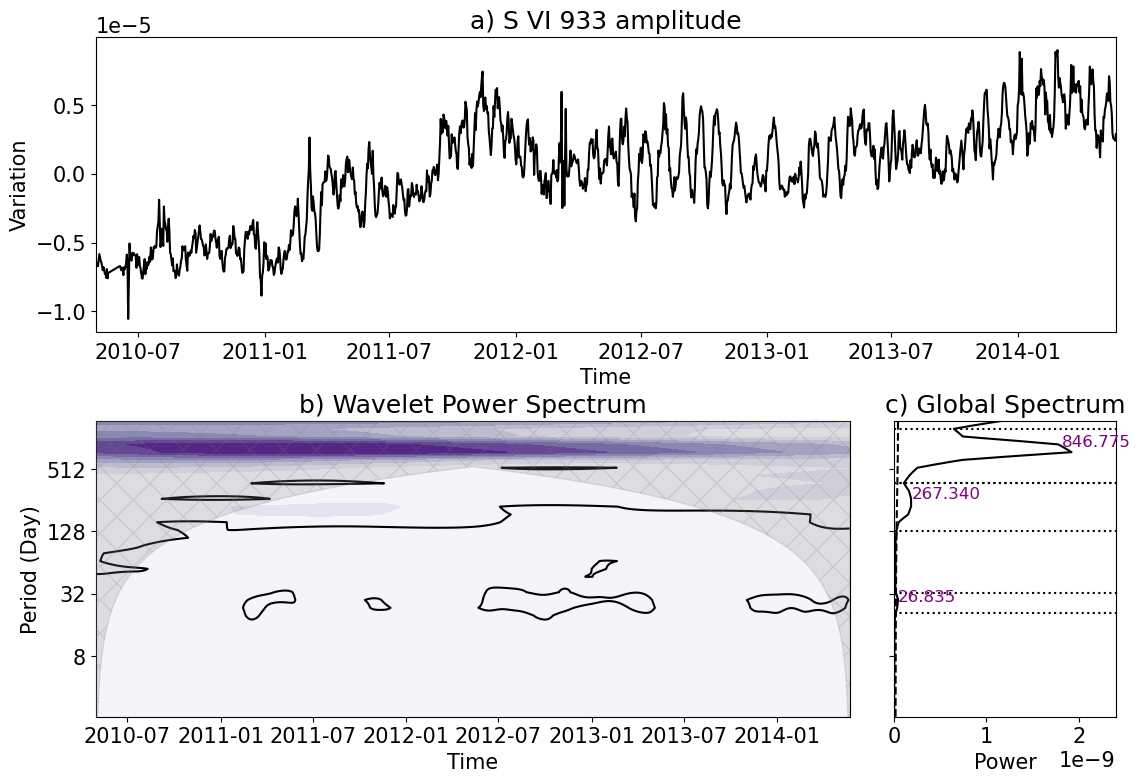 a) S VI 933 amplitude
1e−5
Variation
0.5
0.0
−0.5
−1.0
2010-07 2011-01 2011-07 2012-01 2012-07 2013-01 2013-07 2014-01
Time
b) Wavelet Power Spectrum
Period (Day)
512
128
32
8
2010-07 2011-01 2011-07 2012-01 2012-07 2013-01 2013-07 2014-01
Time
c) Global Spectrum
846.775
267.340
26.835
0 1 2
Power 1e−9